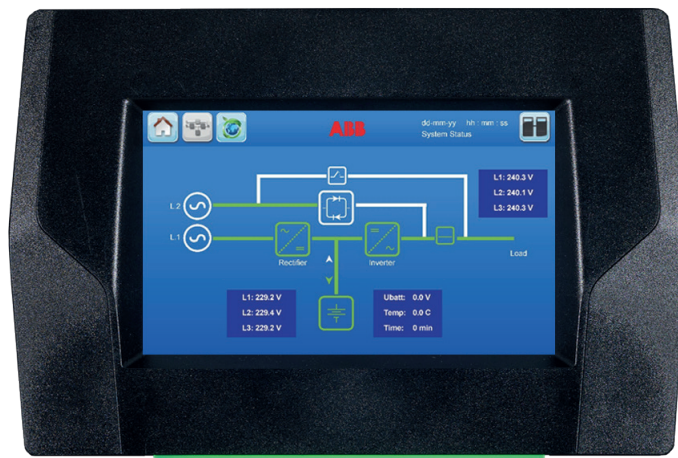 ABB
dd-mm-yy hh : mm : ss
System Status
L1: 240.3 V
L2: 240.1 V
L3: 240.3 V
L2
L1
Rectifier
Inverter
Load
L1: 229.2 V
L2: 229.4 V
L3: 229.2 V
Ubatt: 0.0 V
Temp: 0.0 C
Time: 0 min